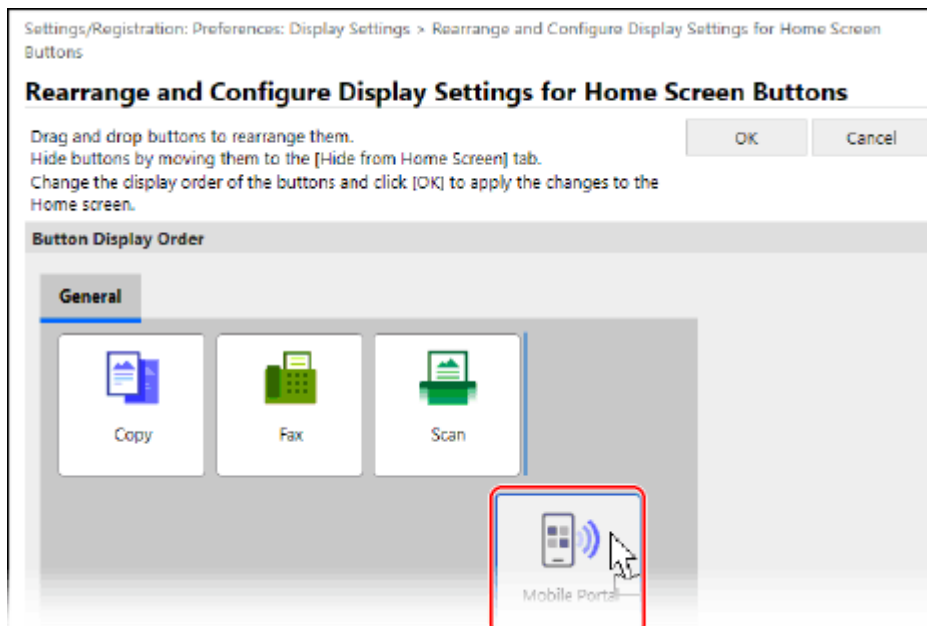 Settings/Registration: Preferences: Display Settings > Rearrange and Configure Display Settings for Home Screen
Buttons
Rearrange and Configure Display Settings for Home Screen Buttons
Drag and drop buttons to rearrange them.
Hide buttons by moving them to the [Hide from Home Screen] tab.
Change the display order of the buttons and click [OK] to apply the changes to the
Home screen.
OK
Cancel
Button Display Order
General
Copy
Fax
Scan
Mobile Portal